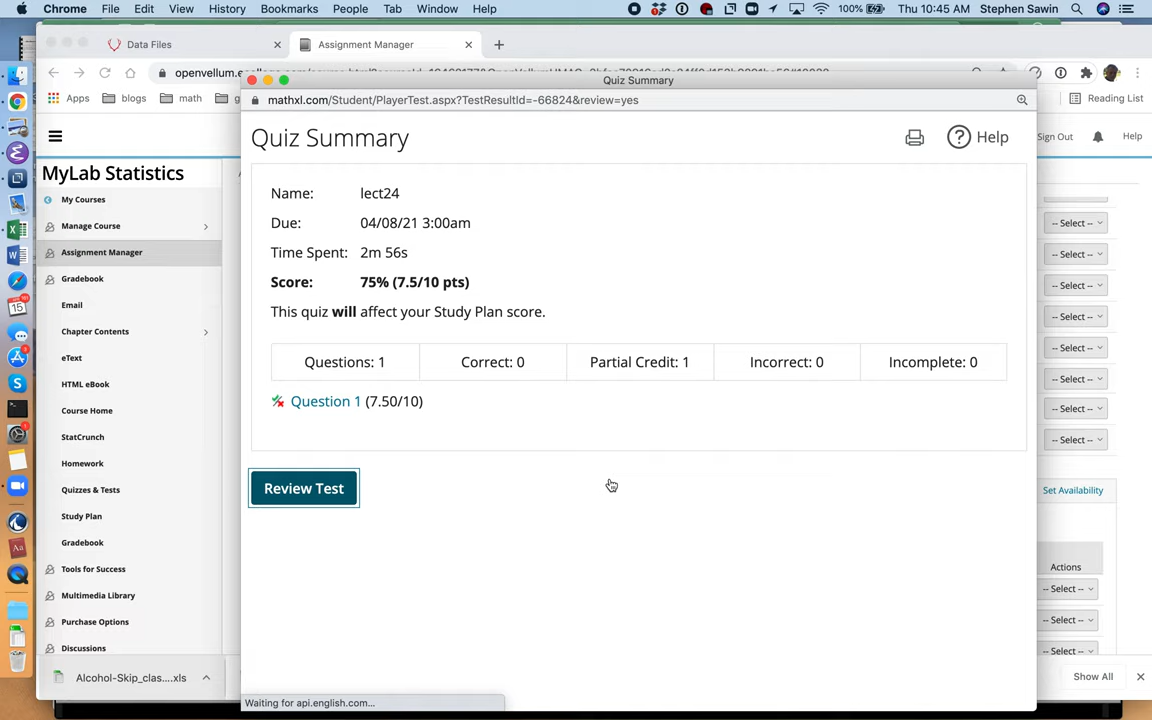 Chrome File Edit View History Bookmarks People Tab Window Help
100% Thu 10:45 AM Stephen Sawin
Data Files
Assignment Manager
Apps blogs math
Reading List
Quiz Summary
mathxl.com/Student/PlayerTest.aspx?TestResultId=-66824&review=yes
Quiz Summary
Help
Sign Out
Help
MyLab Statistics
My Courses
Manage Course
Assignment Manager
Gradebook
Email
Chapter Contents
eText
HTML eBook
Course Home
StatCrunch
Homework
Quizzes & Tests
Study Plan
Gradebook
Tools for Success
Multimedia Library
Purchase Options
Discussions
Name: lect24
Due: 04/08/21 3:00am
Time Spent: 2m 56s
Score: 75% (7.5/10 pts)
This quiz will affect your Study Plan score.
Questions: 1 Correct: 0 Partial Credit: 1 Incorrect: 0 Incomplete: 0
Question 1 (7.50/10)
Review Test
-- Select --
-- Select --
-- Select --
-- Select --
-- Select --
-- Select --
-- Select --
-- Select --
Set Availability
Actions
-- Select --
-- Select --
-- Select --
Alcohol-Skip_clas....xls
Show All
Waiting for api.english.com...